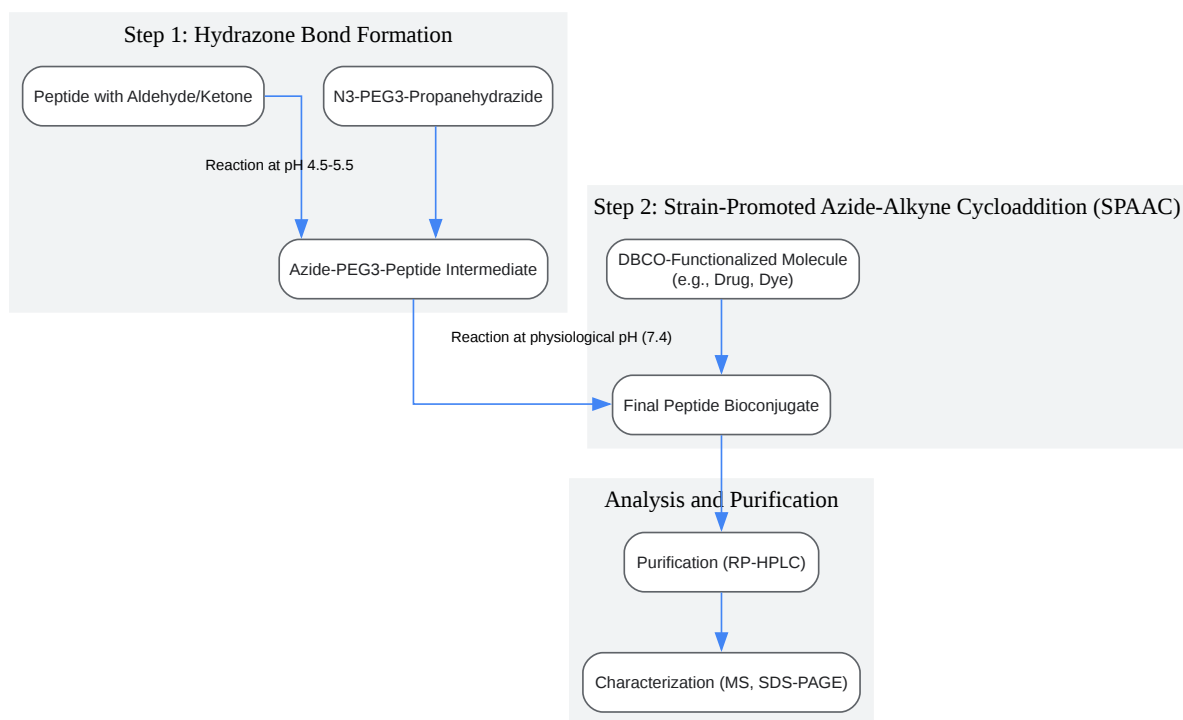 Step 1: Hydrazone Bond Formation
Peptide with Aldehyde/Ketone
N3-PEG3-Propanehydrazide
Reaction at pH 4.5-5.5
Azide-PEG3-Peptide Intermediate
Step 2: Strain-Promoted Azide-Alkyne Cycloaddition (SPAAC)
DBCO-Functionalized Molecule
(e.g., Drug, Dye)
Reaction at physiological pH (7.4)
Final Peptide Bioconjugate
Analysis and Purification
Purification (RP-HPLC)
Characterization (MS, SDS-PAGE)